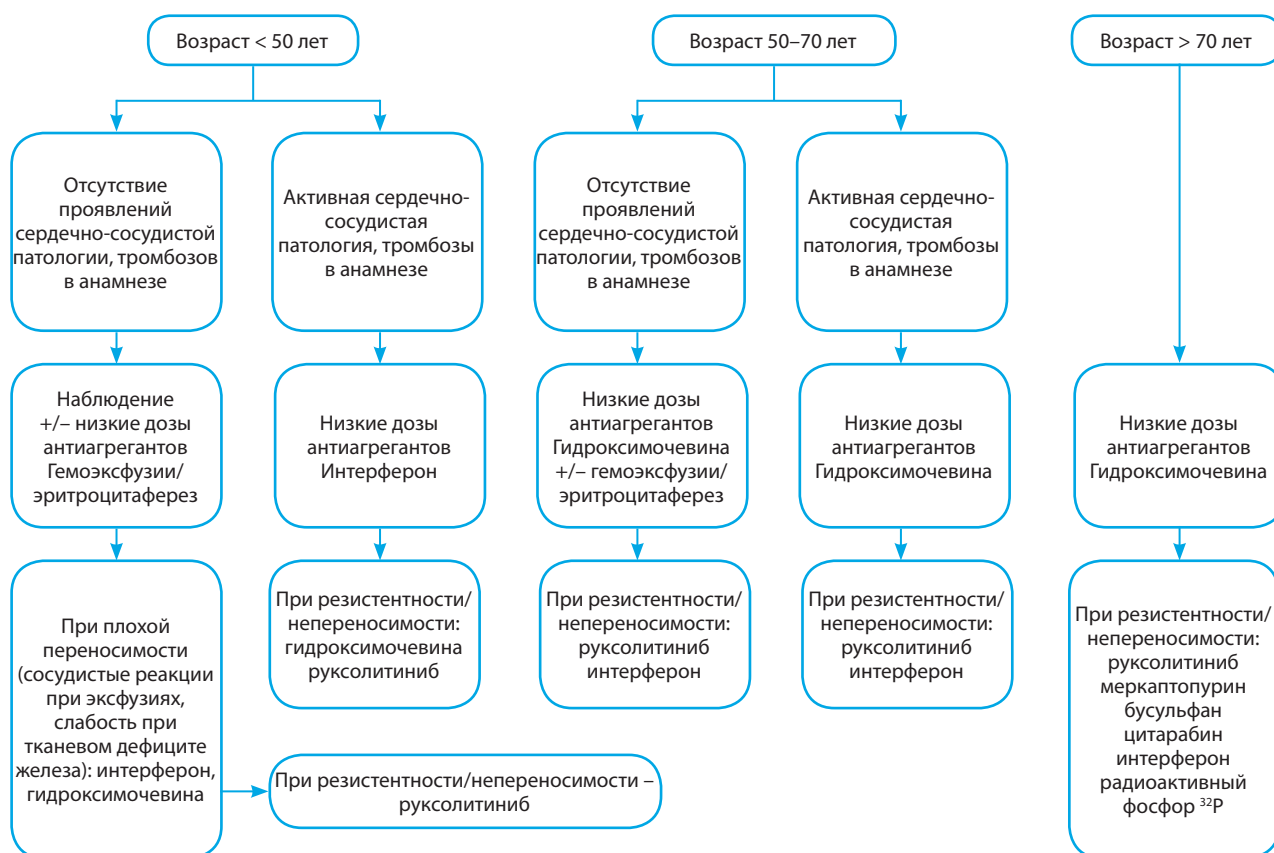 Возраст < 50 лет
Возраст 50–70 лет
Возраст > 70 лет
Отсутствие
проявлений
сердечно-сосудистой
патологии, тромбозов
в анамнезе
Активная сердечно-
сосудистая
патология, тромбозы
в анамнезе
Отсутствие
проявлений
сердечно-сосудистой
патологии, тромбозов
в анамнезе
Активная сердечно-
сосудистая
патология, тромбозы
в анамнезе
Наблюдение
+/– низкие дозы
антиагрегантов
Гемоэксфузии/
эритроцитаферез
Низкие дозы
антиагрегантов
Интерферон
Низкие дозы
антиагрегантов
Гидроксимочевина
+/– гемоэксфузии/
эритроцитаферез
Низкие дозы
антиагрегантов
Гидроксимочевина
Низкие дозы
антиагрегантов
Гидроксимочевина
При плохой
переносимости
(сосудистые реакции
при эксфузиях,
слабость при
тканевом дефиците
железа): интерферон,
гидроксимочевина
При резистентности/
непереносимости:
гидроксимочевина
руксолитиниб
При резистентности/
непереносимости:
руксолитиниб
интерферон
При резистентности/
непереносимости:
руксолитиниб
интерферон
При резистентности/
непереносимости:
руксолитиниб
меркаптопурин
бусульфан
цитарабин
интерферон
радиоактивный
фосфор ³²P
При резистентности/непереносимости –
руксолитиниб